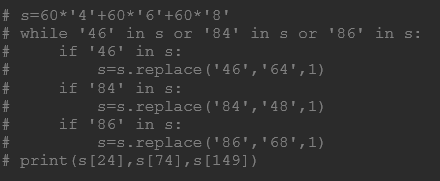 # s=60*'4'+60*'6'+60*'8'
# while '46' in s or '84' in s or '86' in s:
#     if '46' in s:
#         s=s.replace('46','64',1)
#     if '84' in s:
#         s=s.replace('84','48',1)
#     if '86' in s:
#         s=s.replace('86','68',1)
# print(s[24],s[74],s[149])